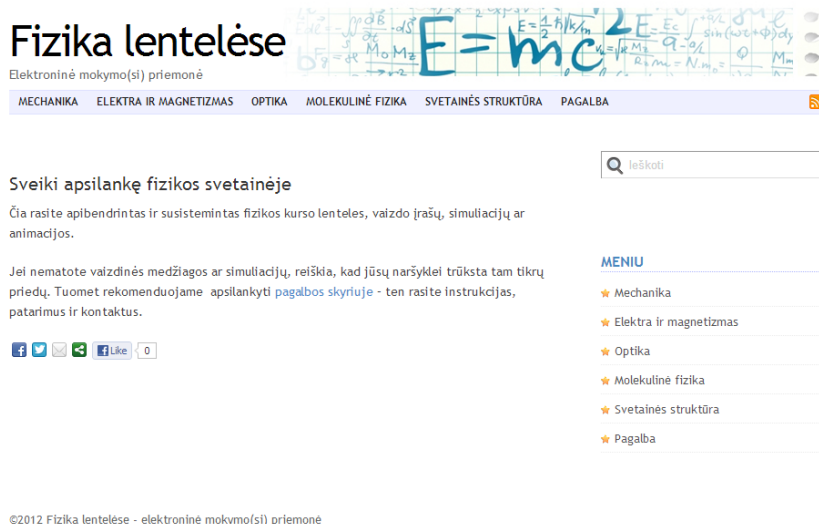 Fizika lentelėse
Elektroninė mokymo(si) priemonė
E=mc²
MECHANIKA ELEKTRA IR MAGNETIZMAS OPTIKA MOLEKULINĖ FIZIKA SVETAINĖS STRUKTŪRA PAGALBA
Ieškoti
Sveiki apsilankę fizikos svetainėje
Čia rasite apibendrintas ir susistemintas fizikos kurso lenteles, vaizdo įrašų, simuliacijų ar
animacijos.
Jei nematote vaizdinės medžiagos ar simuliacijų, reiškia, kad jūsų naršyklei trūksta tam tikrų
priedų. Tuomet rekomenduojame apsilankyti pagalbos skyriuje – ten rasite instrukcijas,
patarimus ir kontaktus.
Like 0
MENIU
Mechanika
Elektra ir magnetizmas
Optika
Molekulinė fizika
Svetainės struktūra
Pagalba
©2012 Fizika lentelėse - elektroninė mokymo(si) priemonė